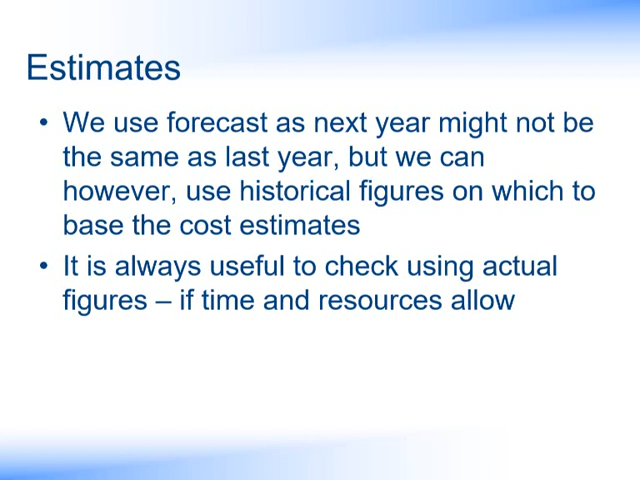 Estimates
• We use forecast as next year might not be
the same as last year, but we can
however, use historical figures on which to
base the cost estimates
• It is always useful to check using actual
figures – if time and resources allow